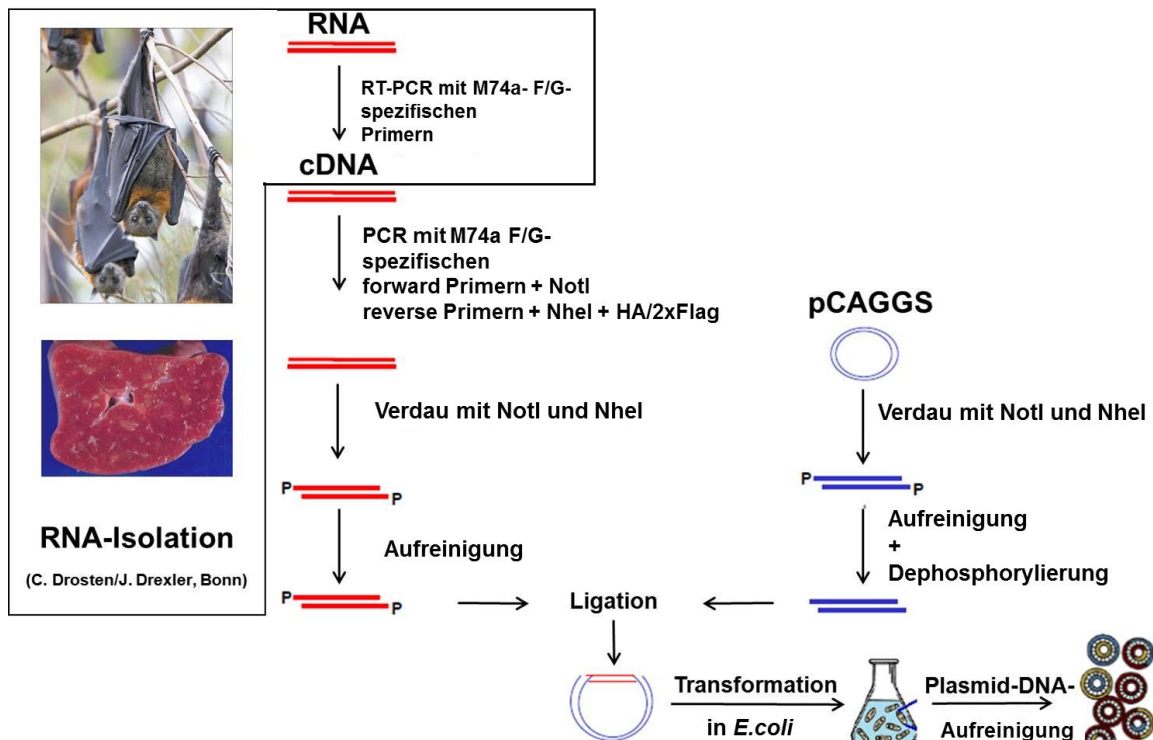 RNA
RT-PCR mit M74a- F/G-
spezifischen
Primern
cDNA
PCR mit M74a F/G-
spezifischen
forward Primern + NotI
reverse Primern + NheI + HA/2xFlag
pCAGGS
Verdau mit NotI und NheI
Verdau mit NotI und NheI
P
P
P
P
RNA-Isolation
(C. Drosten/J. Drexler, Bonn)
Aufreinigung
Aufreinigung
+
Dephosphorylierung
P
P
Ligation
Transformation
in E.coli
Plasmid-DNA-
Aufreinigung